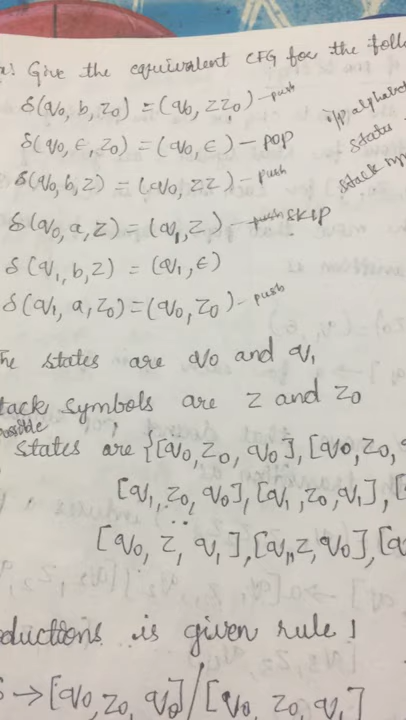 Give the equivalent CFG for the
δ(q0, b, z0) = (q0, zz0) - push
i/p alphabet
δ(q0, ε, z0) = (q0, ε) - pop
states
δ(q0, b, z) = (q0, zz) - push
stack
δ(q0, a, z) = (q1, z) - skip
δ(q1, b, z) = (q1, ε)
δ(q1, a, z0) = (q0, z0) - push
The states are q0 and q1
tack symbols are z and z0
states are {[q0, z0, q0], [q0, z0,
[q1, z0, q0], [q1, z0, q1], [
[q0, z, q1], [q1, z, q0], [q
ductions is given rule!
S → [q0, z0, q0] / [q0, z0, q1]